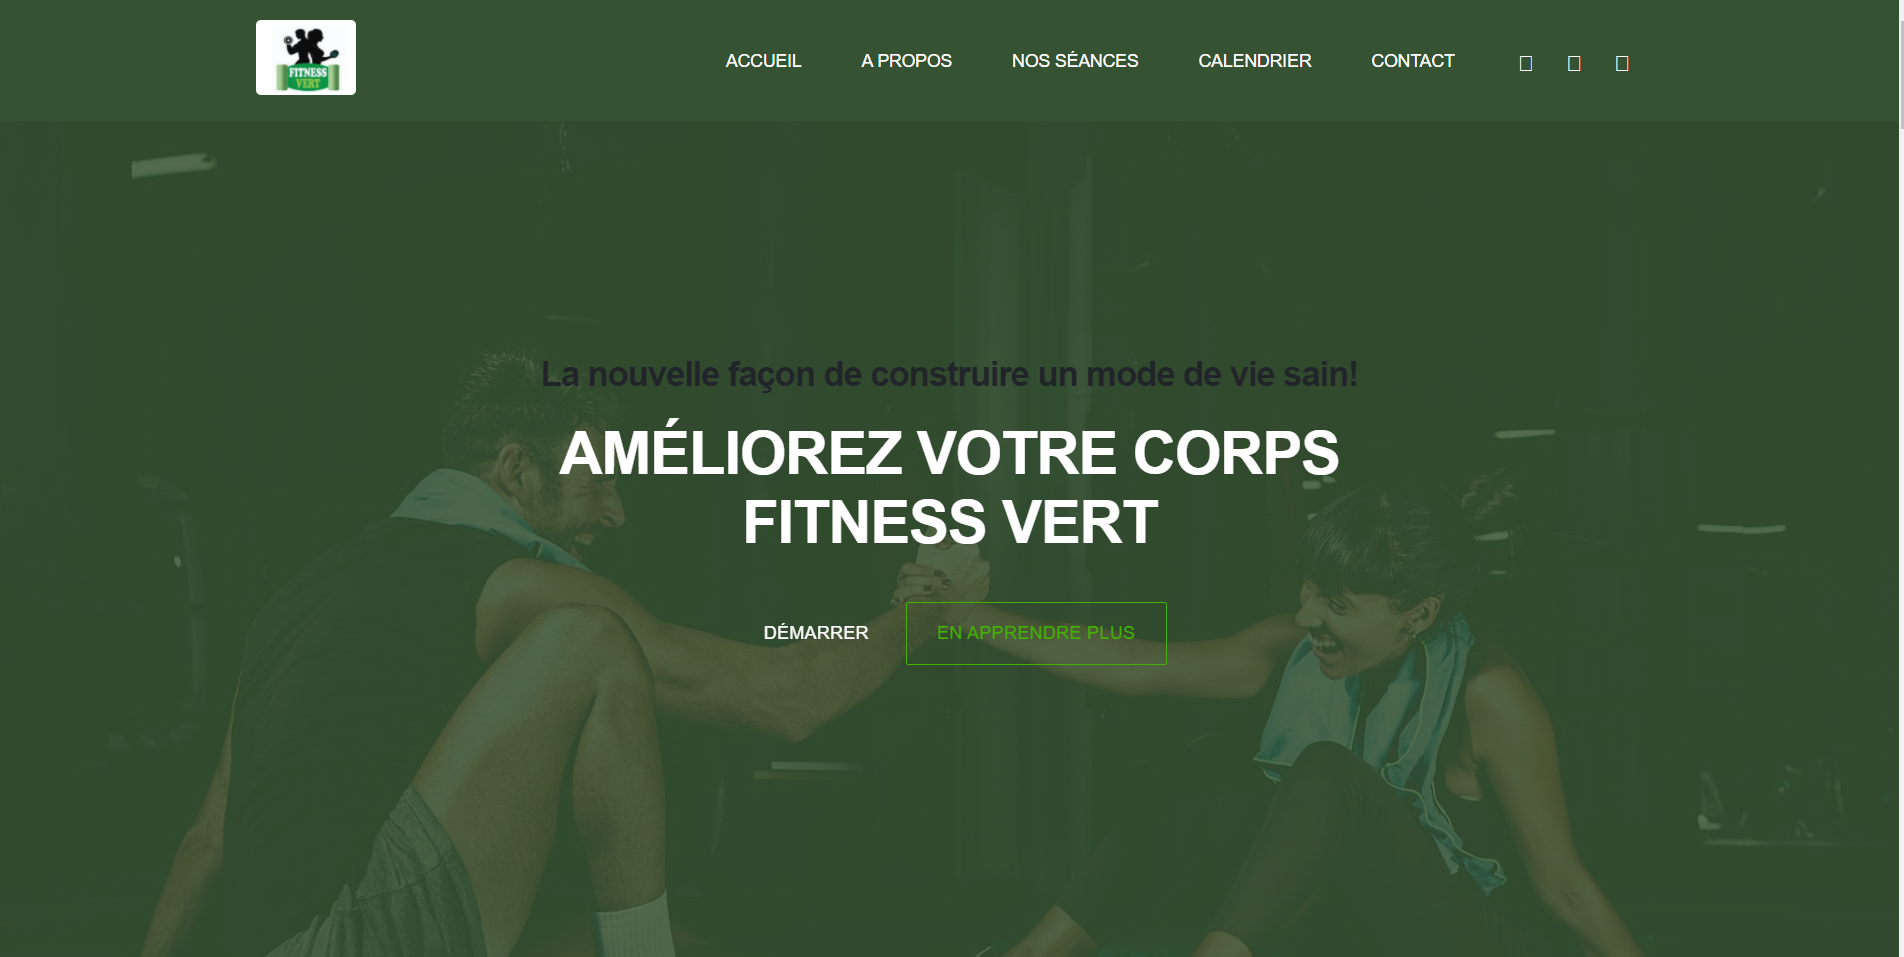 FITNESS
VERT
ACCUEIL
A PROPOS
NOS SÉANCES
CALENDRIER
CONTACT
La nouvelle façon de construire un mode de vie sain!
AMÉLIOREZ VOTRE CORPS
FITNESS VERT
DÉMARRER
EN APPRENDRE PLUS